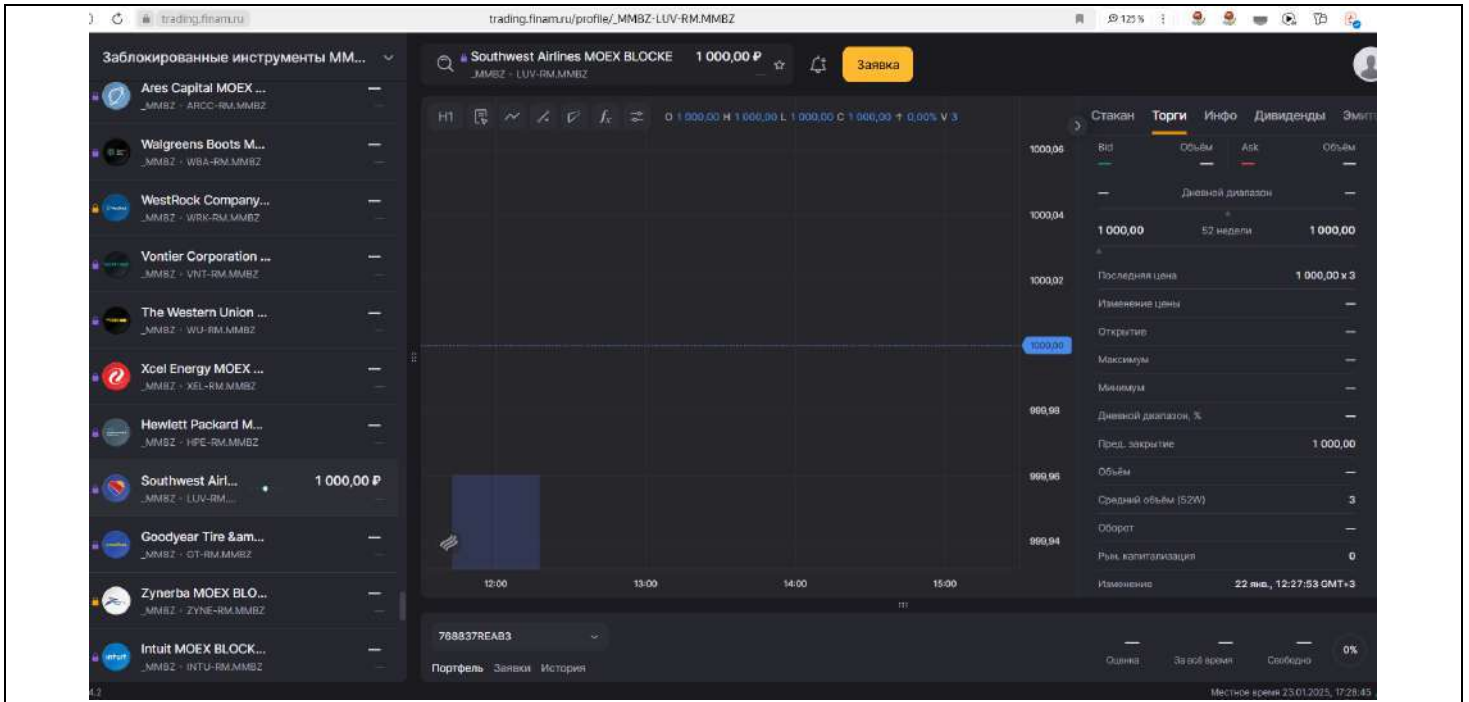 trading.finam.ru
trading.finam.ru/profile/_MMBZ-LUV-RM.MMBZ
125 %
Заблокированные инструменты ММ...
Ares Capital MOEX ...
_MMBZ · ARCC-RM.MMBZ
—
Walgreens Boots M...
_MMBZ · WBA-RM.MMBZ
—
WestRock Company...
_MMBZ · WRK-RM.MMBZ
—
Vontier Corporation ...
_MMBZ · VNT-RM.MMBZ
—
The Western Union ...
_MMBZ · WU-RM.MMBZ
—
Xcel Energy MOEX ...
_MMBZ · XEL-RM.MMBZ
—
Hewlett Packard M...
_MMBZ · HPE-RM.MMBZ
—
Southwest Airl...
1 000,00 ₽
_MMBZ · LUV-RM....
Goodyear Tire &am...
_MMBZ · GT-RM.MMBZ
—
Zynerba MOEX BLO...
_MMBZ · ZYNE-RM.MMBZ
—
Intuit MOEX BLOCK...
_MMBZ · INTU-RM.MMBZ
—
4.2
Southwest Airlines MOEX BLOCKE
1 000,00 ₽
_MMBZ · LUV-RM.MMBZ
Заявка
H1
fx
O 1 000,00 H 1 000,00 L 1 000,00 C 1 000,00 ↑ 0,00% V 3
1000,06
1000,04
1000,02
1000,00
999,98
999,96
999,94
12:00 13:00 14:00 15:00
768837REAB3
Портфель Заявки История
Стакан Торги Инфо Дивиденды Эмит
Bid Объём Ask Объём
— — — —
— Дневной диапазон —
1 000,00 52 недели 1 000,00
Последняя цена 1 000,00 x 3
Изменение цены —
Открытие —
Максимум —
Минимум —
Дневной диапазон, % —
Пред. закрытие 1 000,00
Объём —
Средний объём (52W) 3
Оборот —
Рын. капитализация 0
Изменение 22 янв., 12:27:53 GMT+3
— — — 0%
Оценка За всё время Свободно
Местное время 23.01.2025, 17:28:45